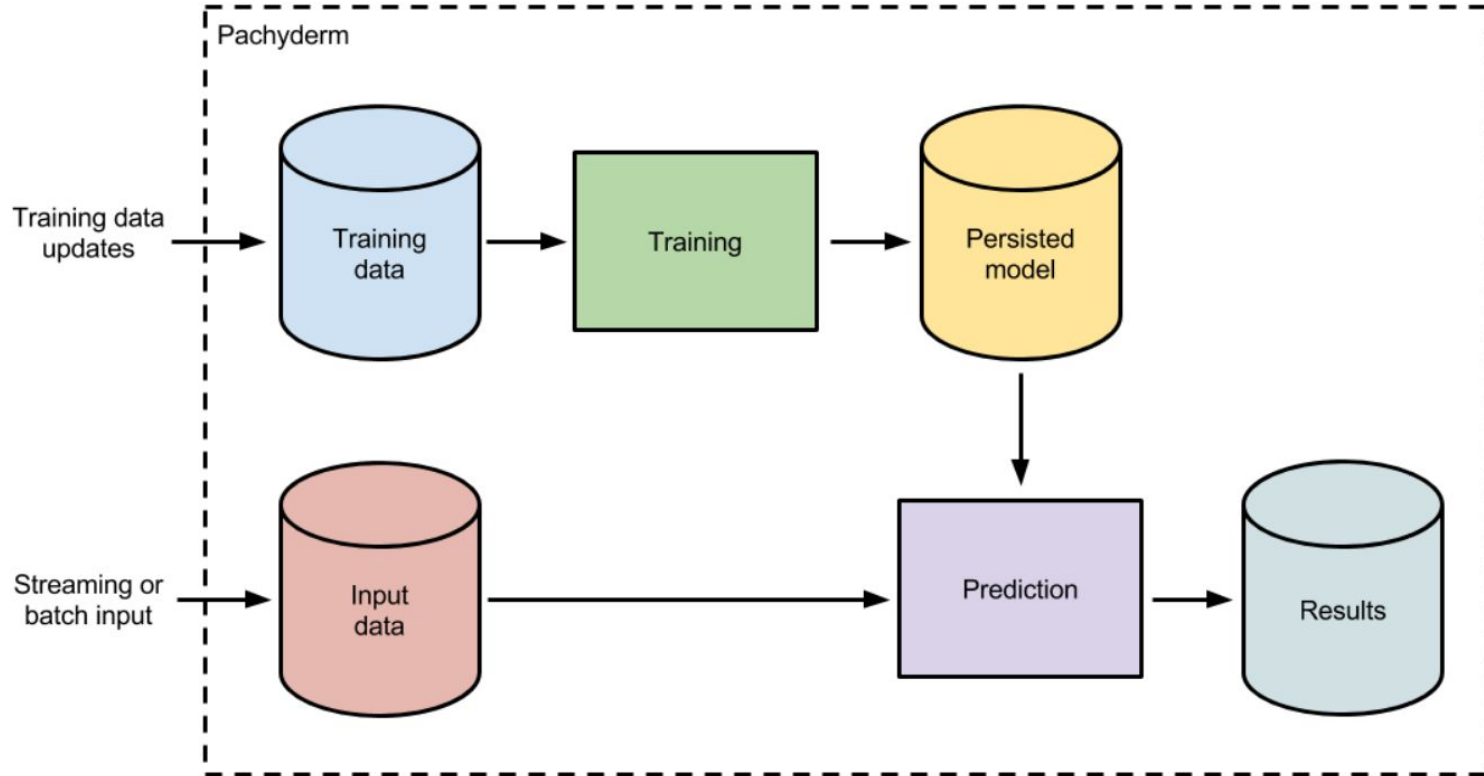 Pachyderm
Training data
updates
Training
data
Training
Persisted
model
Streaming or
batch input
Input
data
Prediction
Results